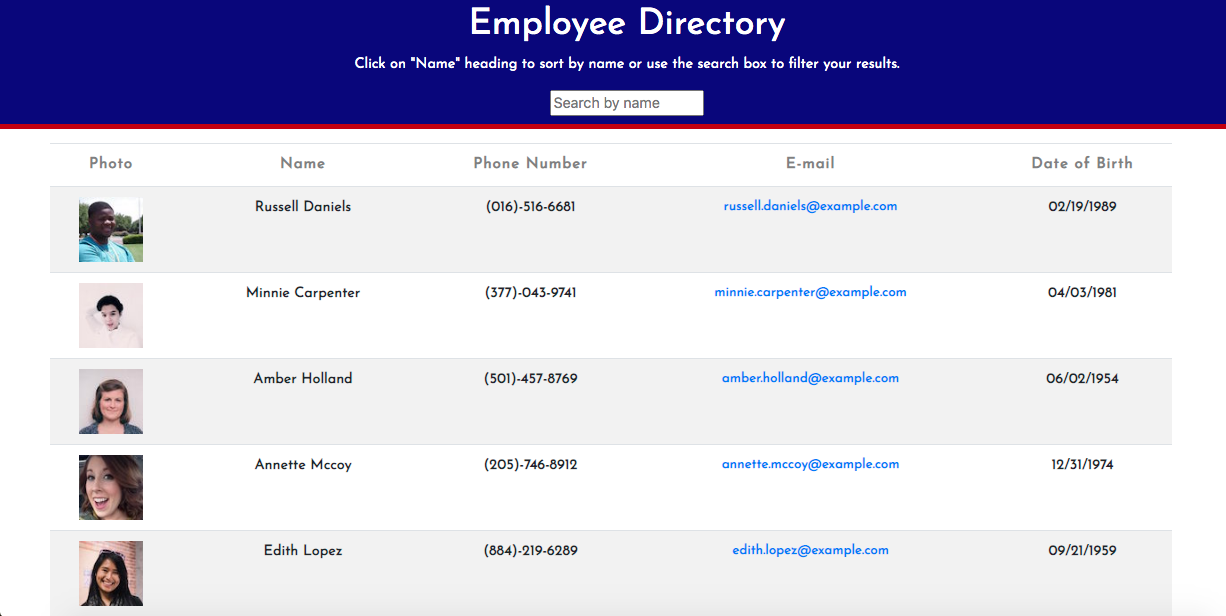 Employee Directory
Click on "Name" heading to sort by name or use the search box to filter your results.
Search by name
Photo Name Phone Number E-mail Date of Birth
Russell Daniels (016)-516-6681 russell.daniels@example.com 02/19/1989
Minnie Carpenter (377)-043-9741 minnie.carpenter@example.com 04/03/1981
Amber Holland (501)-457-8769 amber.holland@example.com 06/02/1954
Annette Mccoy (205)-746-8912 annette.mccoy@example.com 12/31/1974
Edith Lopez (884)-219-6289 edith.lopez@example.com 09/21/1959